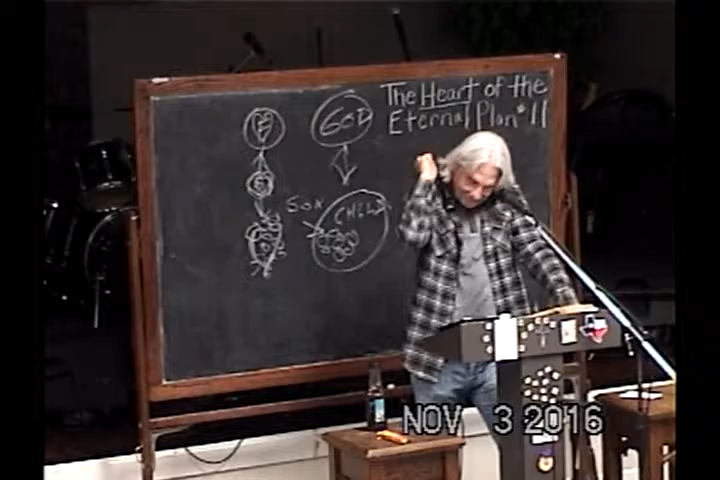 The Heart of the
Eternal Plan #11
GOD
SON
CHILD
NOV 3 2016